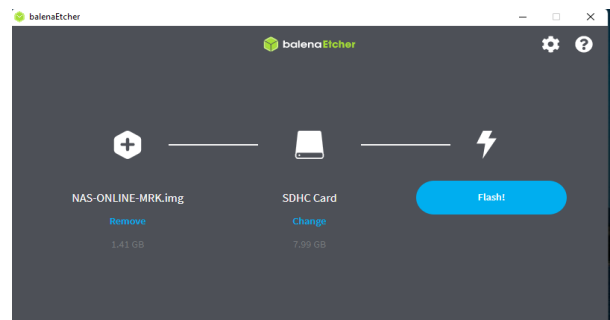 balenaEtcher
balenaEtcher
NAS-ONLINE-MRK.img
SDHC Card
Flash!
Remove
Change
1.41 GB
7.99 GB